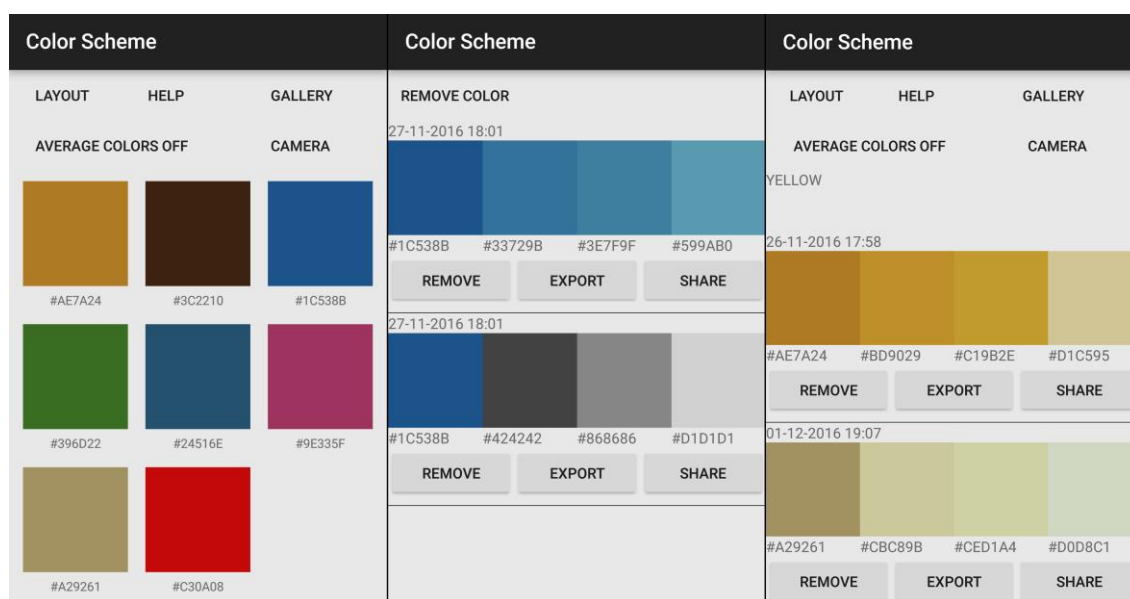 Color Scheme
LAYOUT HELP GALLERY
AVERAGE COLORS OFF CAMERA
#AE7A24 #3C2210 #1C538B
#396D22 #24516E #9E335F
#A29261 #C30A08
Color Scheme
REMOVE COLOR
27-11-2016 18:01
#1C538B #33729B #3E7F9F #599AB0
REMOVE EXPORT SHARE
27-11-2016 18:01
#1C538B #424242 #868686 #D1D1D1
REMOVE EXPORT SHARE
Color Scheme
LAYOUT HELP GALLERY
AVERAGE COLORS OFF CAMERA
YELLOW
26-11-2016 17:58
#AE7A24 #BD9029 #C19B2E #D1C595
REMOVE EXPORT SHARE
01-12-2016 19:07
#A29261 #CBC89B #CED1A4 #D0D8C1
REMOVE EXPORT SHARE